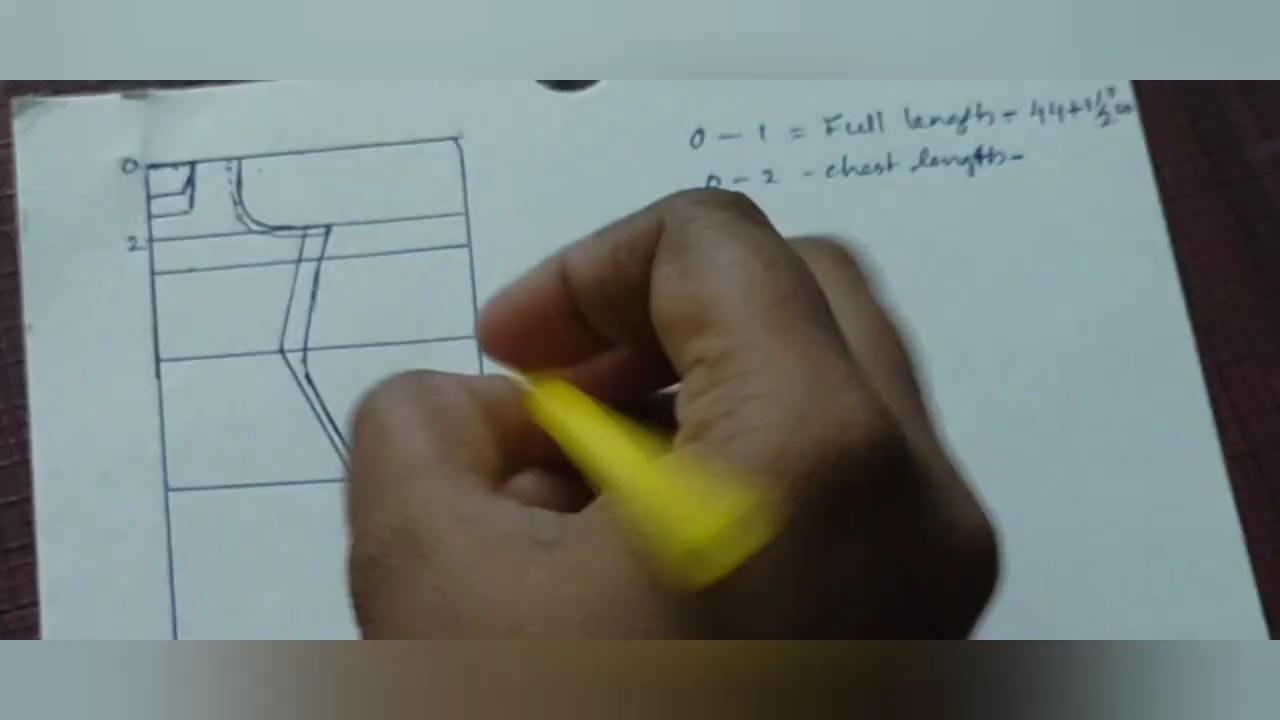 0 - 1 = Full length - 44+1½"
0 - 2 - chest length -
0
2